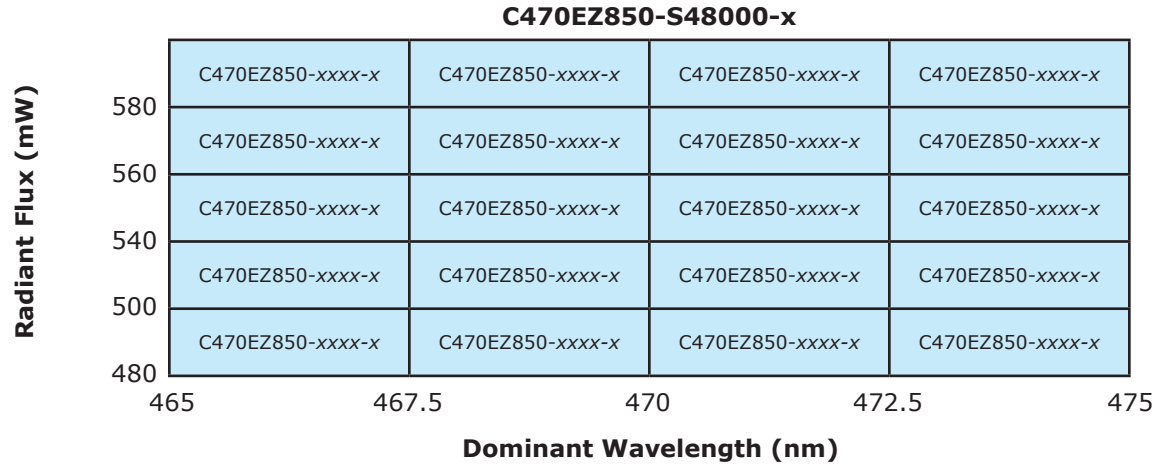 C470EZ850-S48000-x
Radiant Flux (mW)
C470EZ850-xxxx-x C470EZ850-xxxx-x C470EZ850-xxxx-x C470EZ850-xxxx-x
580
C470EZ850-xxxx-x C470EZ850-xxxx-x C470EZ850-xxxx-x C470EZ850-xxxx-x
560
C470EZ850-xxxx-x C470EZ850-xxxx-x C470EZ850-xxxx-x C470EZ850-xxxx-x
540
C470EZ850-xxxx-x C470EZ850-xxxx-x C470EZ850-xxxx-x C470EZ850-xxxx-x
500
C470EZ850-xxxx-x C470EZ850-xxxx-x C470EZ850-xxxx-x C470EZ850-xxxx-x
480
465 467.5 470 472.5 475
Dominant Wavelength (nm)